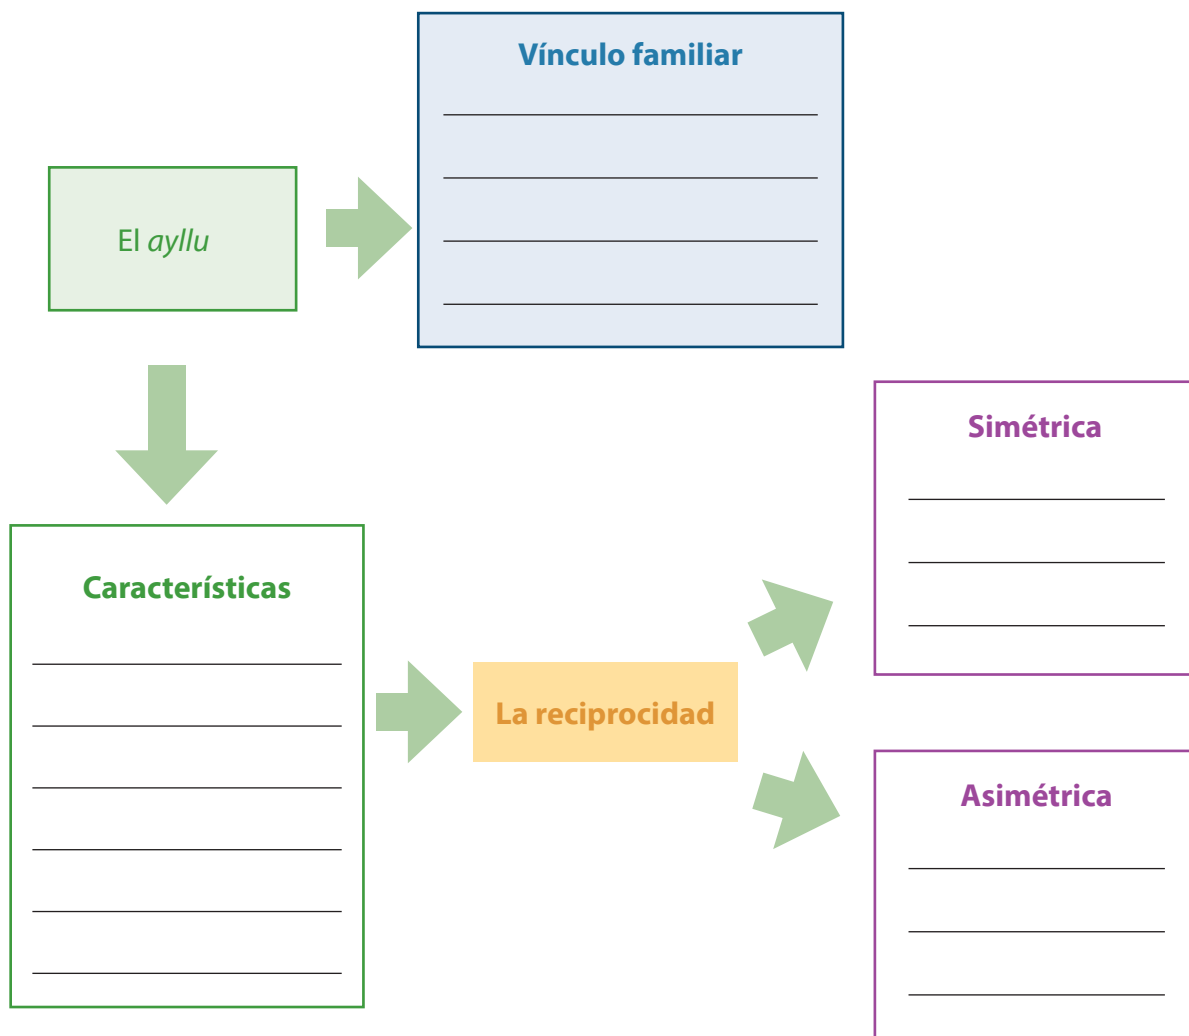 Vínculo familiar
El ayllu
Simétrica
Características
La reciprocidad
Asimétrica